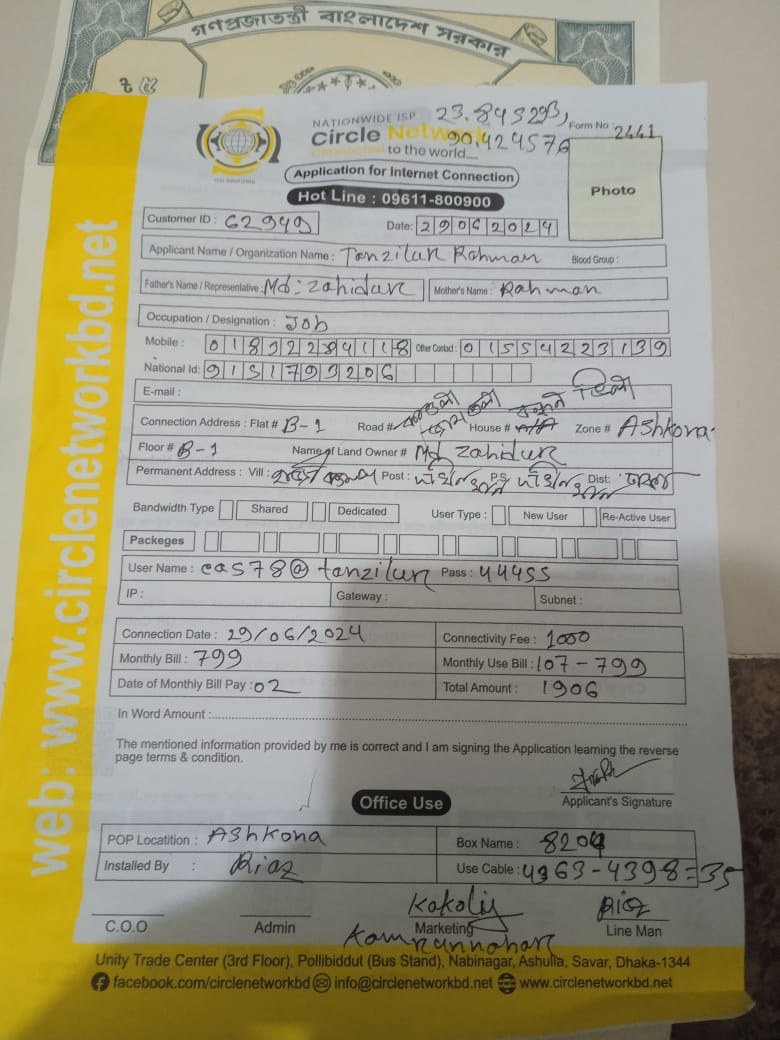 গণপ্রজাতন্ত্রী বাংলাদেশ সরকার
NATIONWIDE ISP
23.845293,
Circle Network
90.424576
Form No : 2441
Connected to the world....
Application for Internet Connection
Photo
Hot Line : 09611-800900
Customer ID : 62949
Date: 29062024
Applicant Name / Organization Name : Tanzilur Rahman Blood Group :
Father's Name / Representative : Md: Zahidur Mother's Name : Rahman
Occupation / Designation : Job
Mobile : 01892284118 Other Contact : 01554223139
National Id: 9151799206
E-mail :
Connection Address : Flat # B-1 Road # House # N/A Zone # Ashkona
Floor # B-1 Name of Land Owner # Md Zahidur
Permanent Address : Vill : Post : P.S Dist:
Bandwidth Type Shared Dedicated User Type : New User Re-Active User
Packeges
User Name : cas78@tanzilur Pass : 44455
IP : Gateway : Subnet :
Connection Date : 29/06/2024 Connectivity Fee : 1000
Monthly Bill : 799 Monthly Use Bill : 107 - 799
Date of Monthly Bill Pay : 02 Total Amount : 1906
In Word Amount :
The mentioned information provided by me is correct and I am signing the Application learning the reverse
page terms & condition.
Applicant's Signature
Office Use
POP Locatition : Ashkona Box Name : 8204
Installed By : Riaz Use Cable : 4363-4398=35
Kakoliy Riaz
C.O.O Admin Marketing Line Man
Kamrunnahar
Unity Trade Center (3rd Floor), Pollibiddut (Bus Stand), Nabinagar, Ashulia, Savar, Dhaka-1344
facebook.com/circlenetworkbd info@circlenetworkbd.net www.circlenetworkbd.net
web: www.circlenetworkbd.net